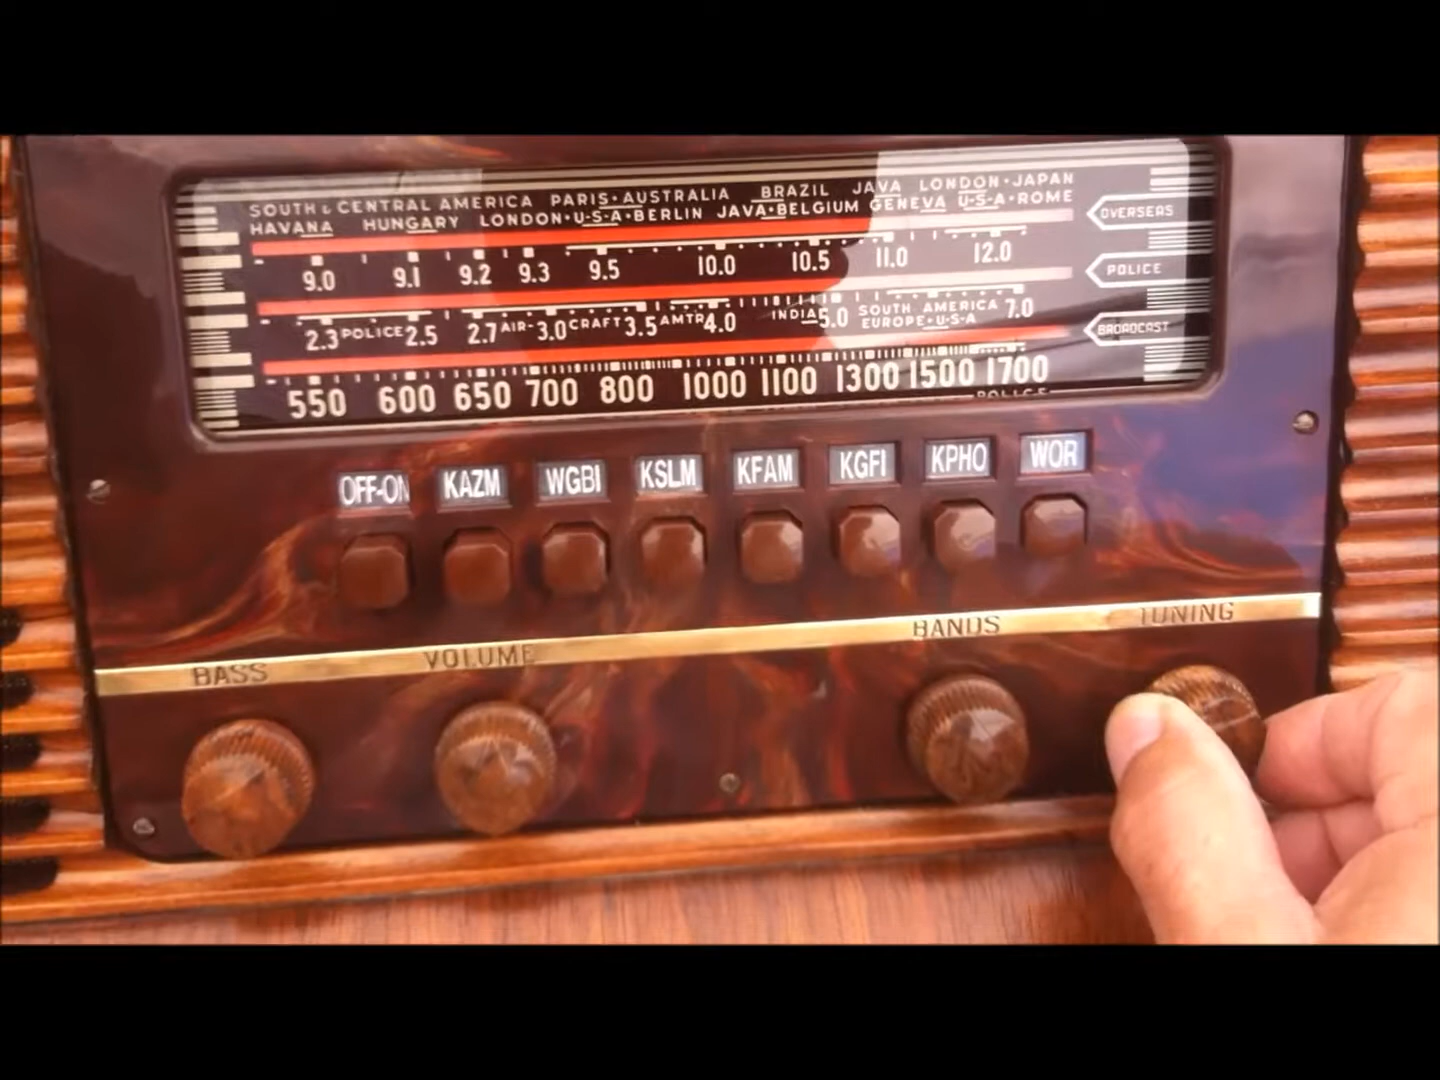 SOUTH & CENTRAL AMERICA PARIS·AUSTRALIA BRAZIL JAVA LONDON·JAPAN
HAVANA HUNGARY LONDON·U·S·A·BERLIN JAVA·BELGIUM GENEVA U·S·A·ROME
OVERSEAS
9.0 9.1 9.2 9.3 9.5 10.0 10.5 11.0 12.0
POLICE
2.3 POLICE 2.5 2.7 AIR-3.0 CRAFT 3.5 AMTR 4.0 INDIA 5.0 SOUTH AMERICA 7.0
EUROPE·U·S·A
BROADCAST
550 600 650 700 800 1000 1100 1300 1500 1700
POLICE
OFF-ON KAZM WGBI KSLM KFAM KGFI KPHO WOR
BASS VOLUME BANDS TUNING